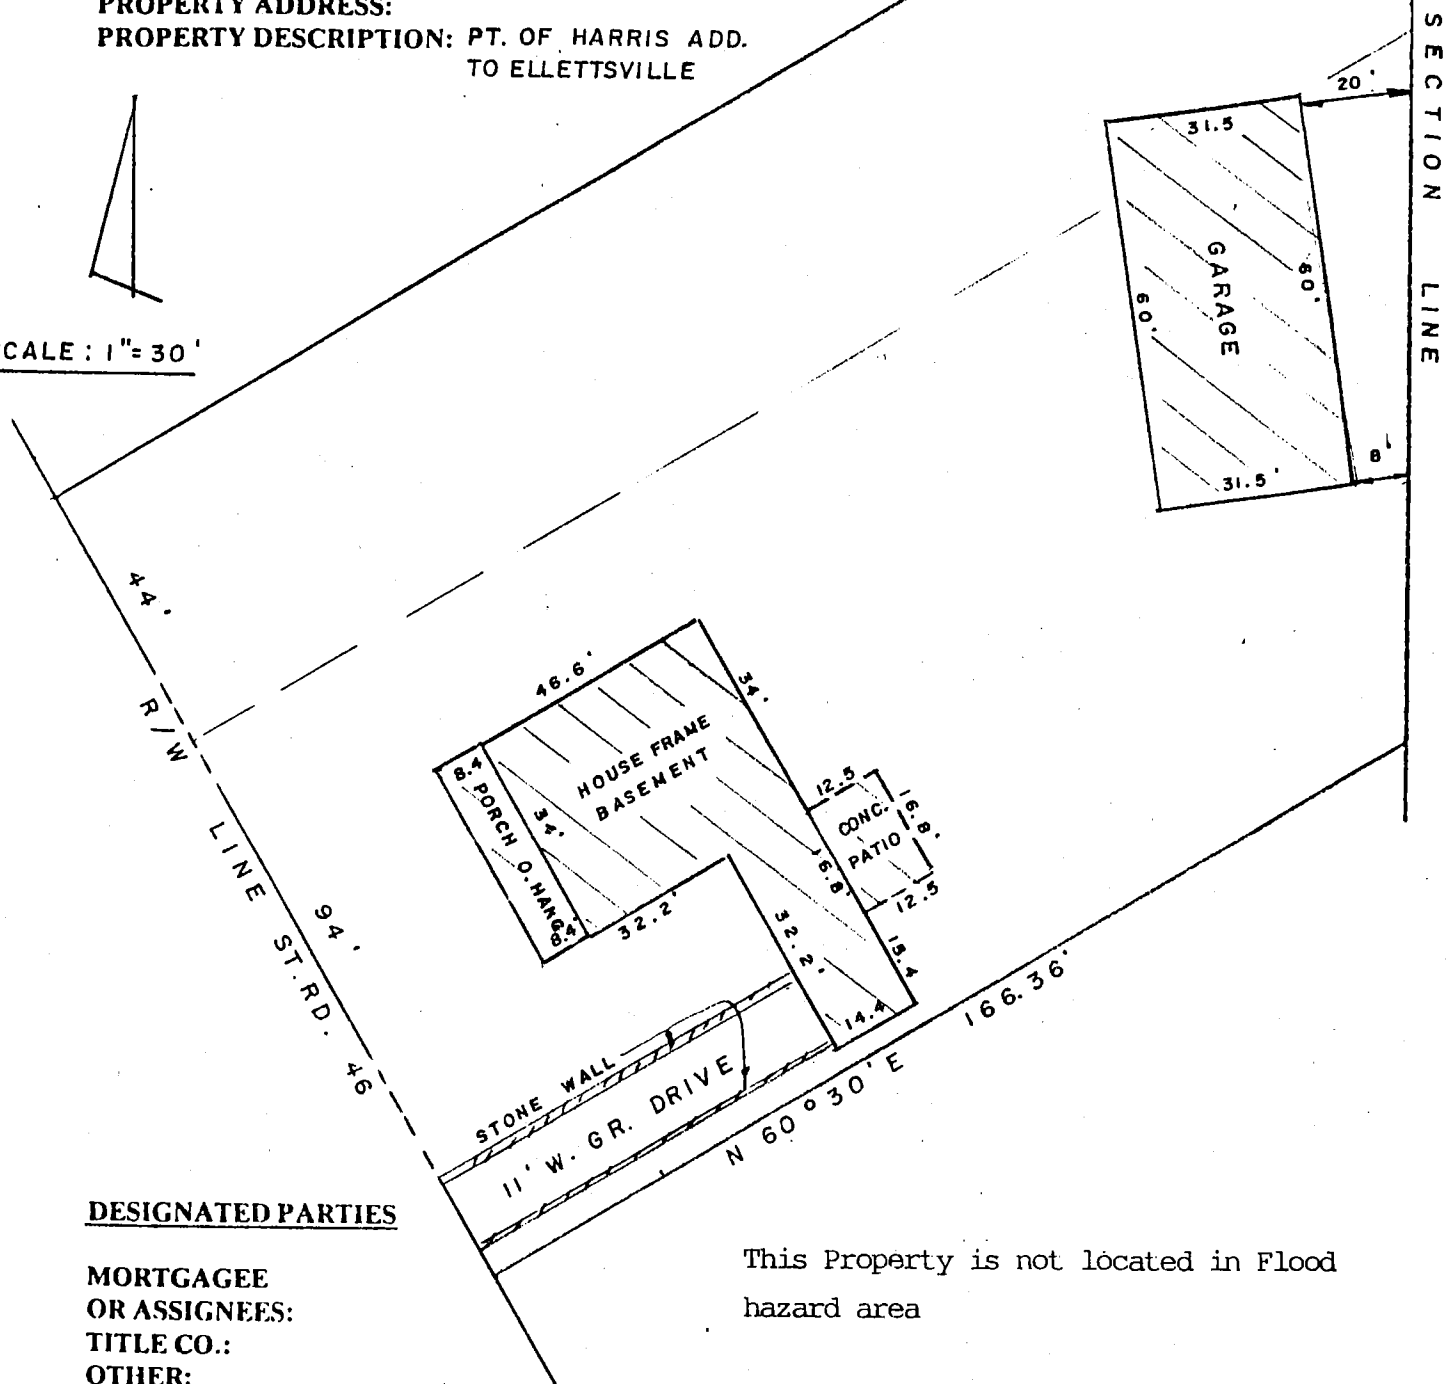 PROPERTY ADDRESS:
PROPERTY DESCRIPTION: PT. OF HARRIS ADD.
TO ELLETTSVILLE
CALE: 1"=30'
SECTION LINE
20'
31.5
GARAGE
60'
60'
31.5'
8'
44'
R/W LINE ST. RD. 46
94'
46.6'
34'
HOUSE FRAME
BASEMENT
8.4
PORCH O.HANG
34'
8.4'
32.2'
12.5
CONC.
PATIO
16.8'
16.8'
12.5
32.2'
15.4
14.4
STONE WALL
11' W. GR. DRIVE
N 60°30' E
166.36'
DESIGNATED PARTIES
MORTGAGEE
OR ASSIGNEES:
TITLE CO.:
OTHER:
This Property is not located in Flood
hazard area